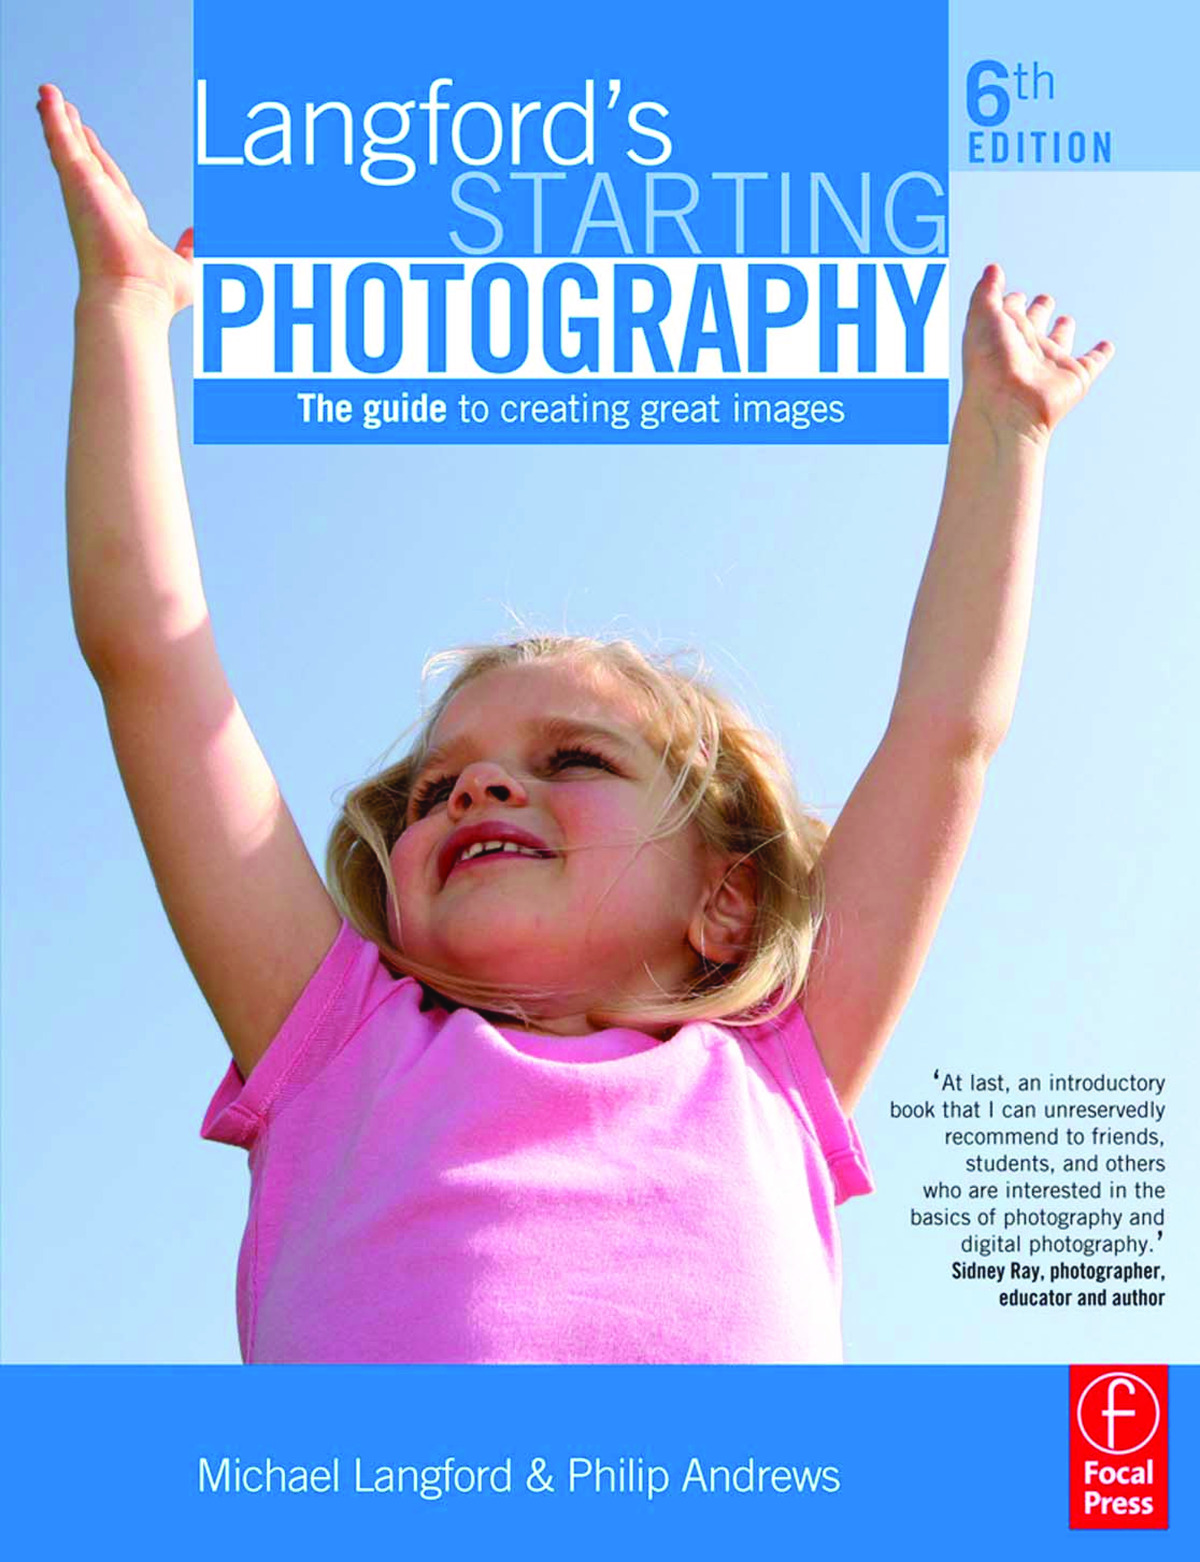 Langford's
STARTING
PHOTOGRAPHY
The guide to creating great images
6th
EDITION
‘At last, an introductory
book that I can unreservedly
recommend to friends,
students, and others
who are interested in the
basics of photography and
digital photography.’
Sidney Ray, photographer,
educator and author
Michael Langford & Philip Andrews
f
Focal
Press